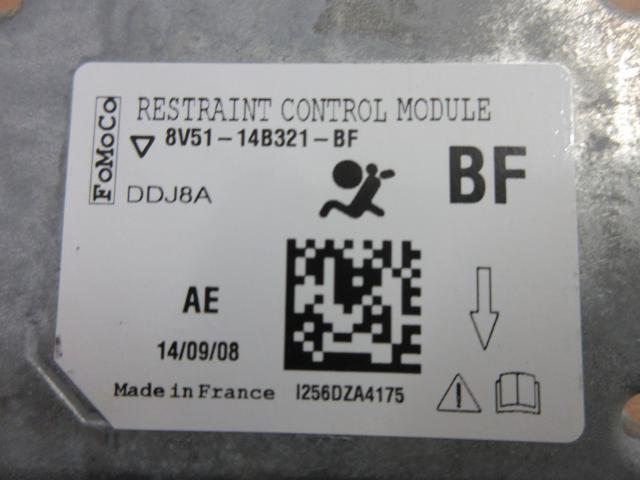 FoMoCo
RESTRAINT CONTROL MODULE
8V51-14B321-BF
DDJ8A
BF
AE
14/09/08
Made in France
I256DZA4175